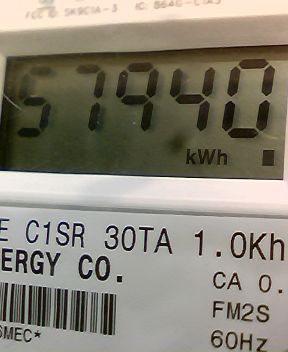 57940
kWh
E C1SR 30TA 1.0Kh
ERGY CO.
CA 0.
FM2S
60Hz